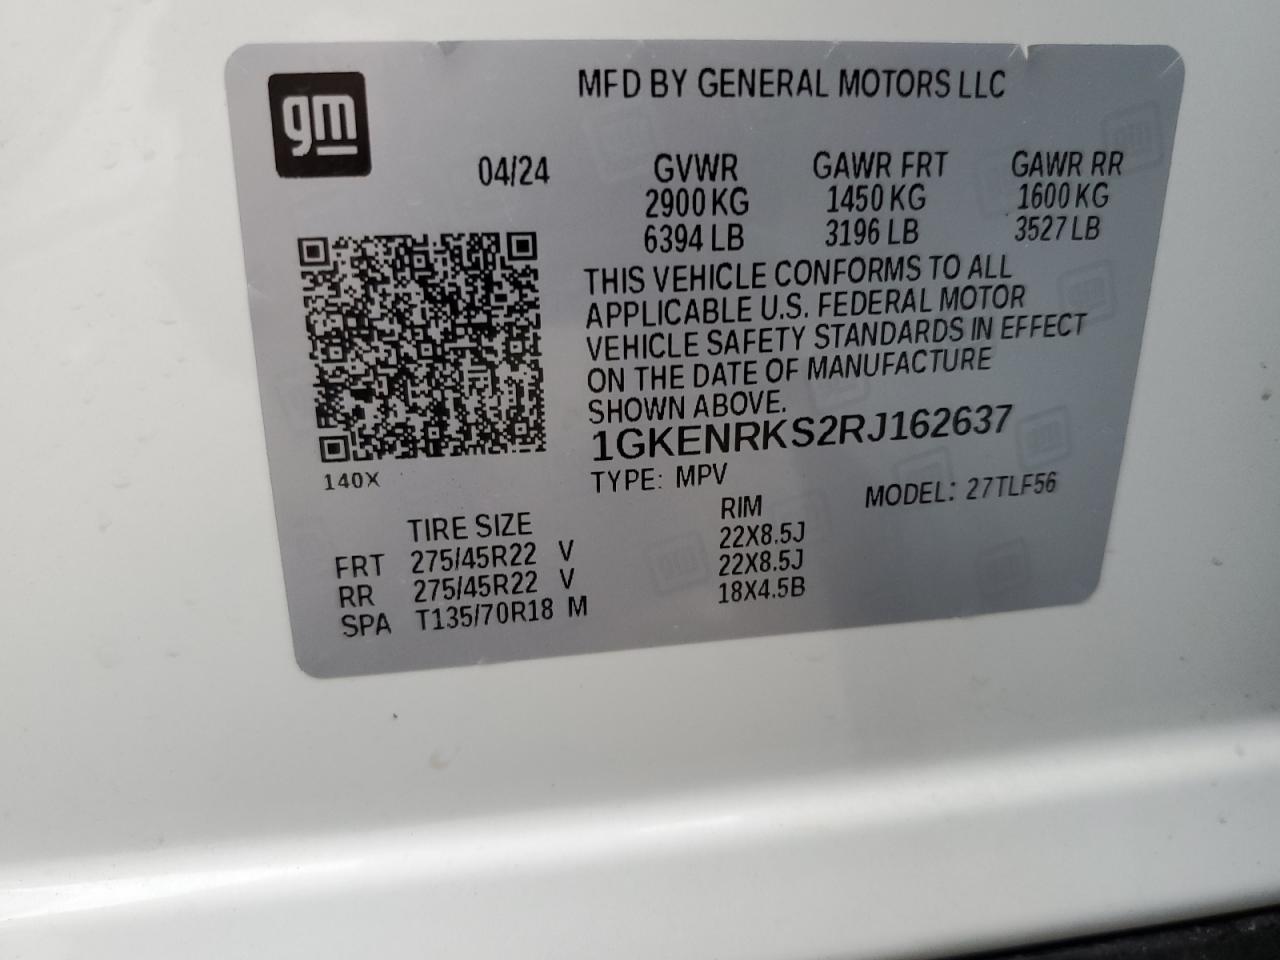 gm
MFD BY GENERAL MOTORS LLC
04/24 GVWR GAWR FRT GAWR RR
2900 KG 1450 KG 1600 KG
6394 LB 3196 LB 3527 LB
THIS VEHICLE CONFORMS TO ALL
APPLICABLE U.S. FEDERAL MOTOR
VEHICLE SAFETY STANDARDS IN EFFECT
ON THE DATE OF MANUFACTURE
SHOWN ABOVE.
1GKENRKS2RJ162637
140X
TYPE: MPV MODEL: 27TLF56
TIRE SIZE RIM
FRT 275/45R22 V 22X8.5J
RR 275/45R22 V 22X8.5J
SPA T135/70R18 M 18X4.5B